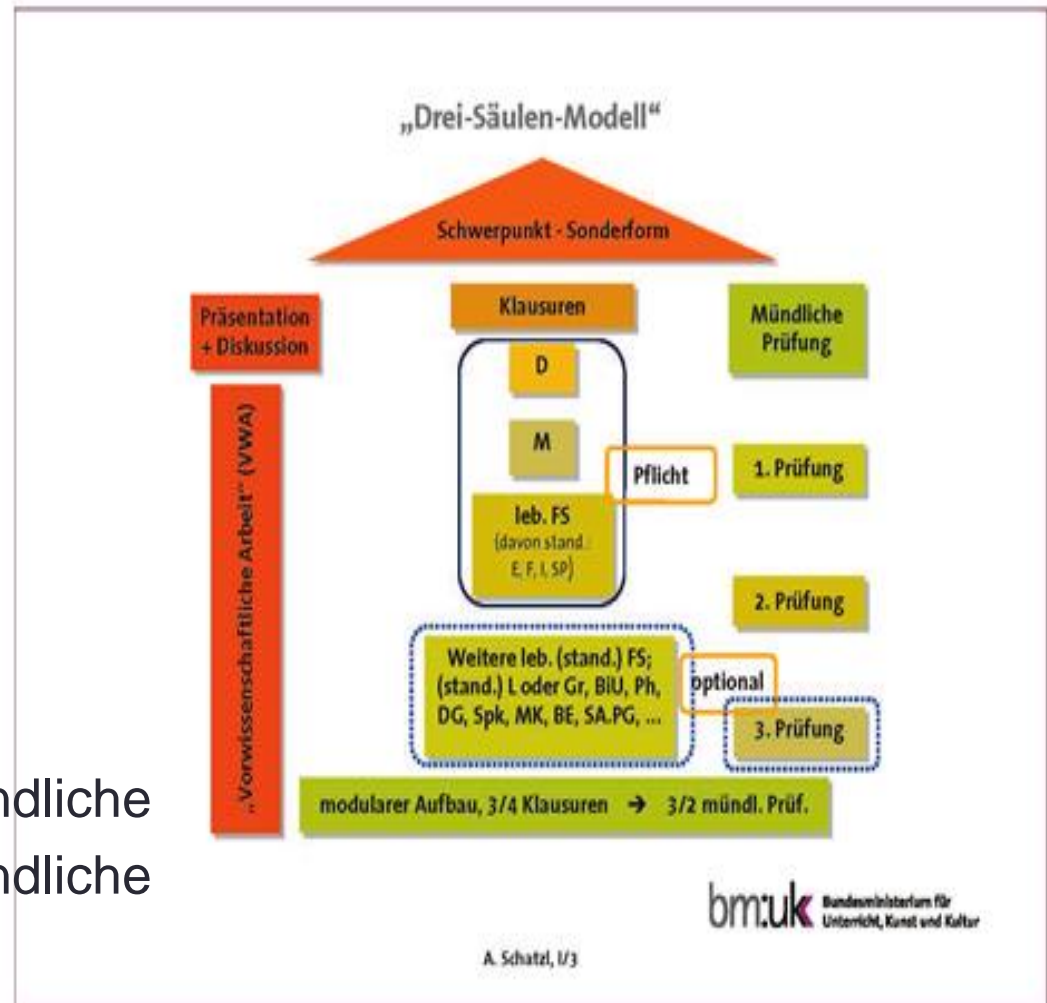 „Drei-Säulen-Modell“
Schwerpunkt - Sonderform
Präsentation
+ Diskussion
„Vorwissenschaftliche Arbeit“ (VWA)
Klausuren
D
M
leb. FS
(davon stand.:
E, F, I, SP)
Pflicht
Weitere leb. (stand.) FS;
(stand.) L oder Gr, BiU, Ph,
DG, Spk, MK, BE, SA.PG, ...
optional
Mündliche
Prüfung
1. Prüfung
2. Prüfung
3. Prüfung
modularer Aufbau, 3/4 Klausuren → 3/2 mündl. Prüf.
ndliche
ndliche
bm:uk Bundesministerium für
Unterricht, Kunst und Kultur
A. Schatzl, I/3